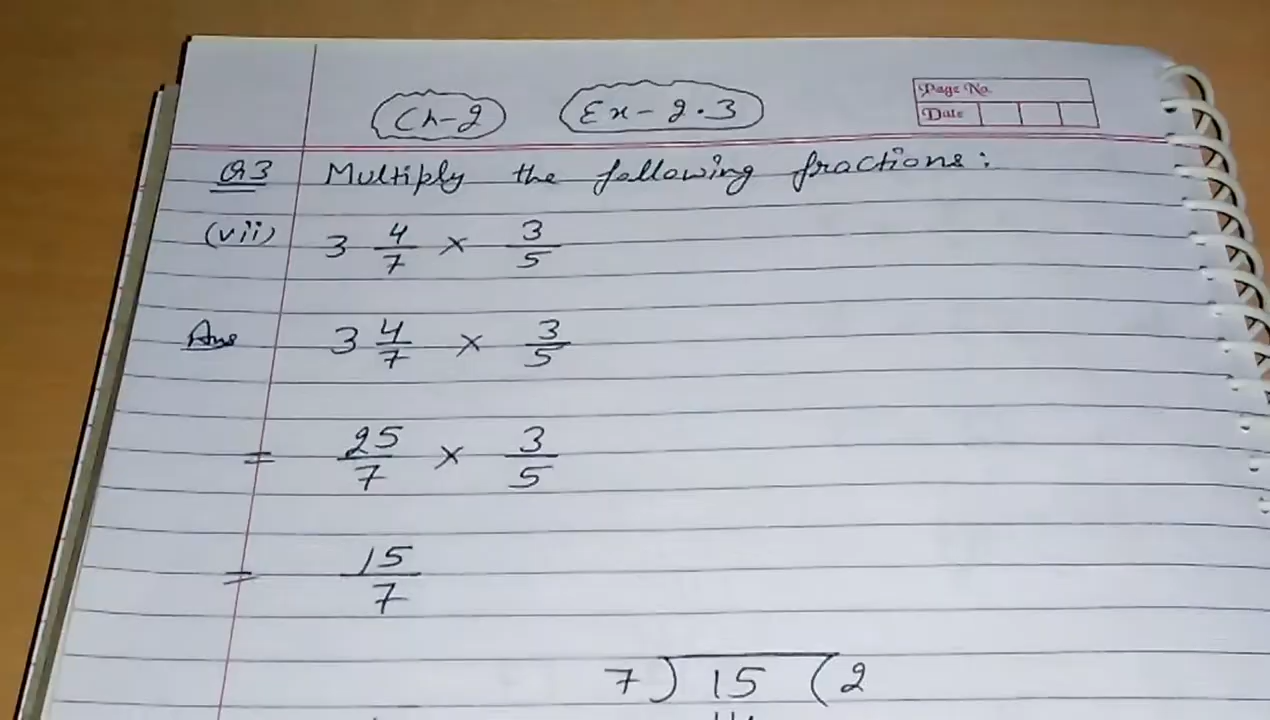 Ch-2 Ex-2.3
Page No.
Date
Q3 Multiply the following fractions:
(vii) 3 4/7 × 3/5
Ans 3 4/7 × 3/5
= 25/7 × 3/5
= 15/7
7) 15 (2